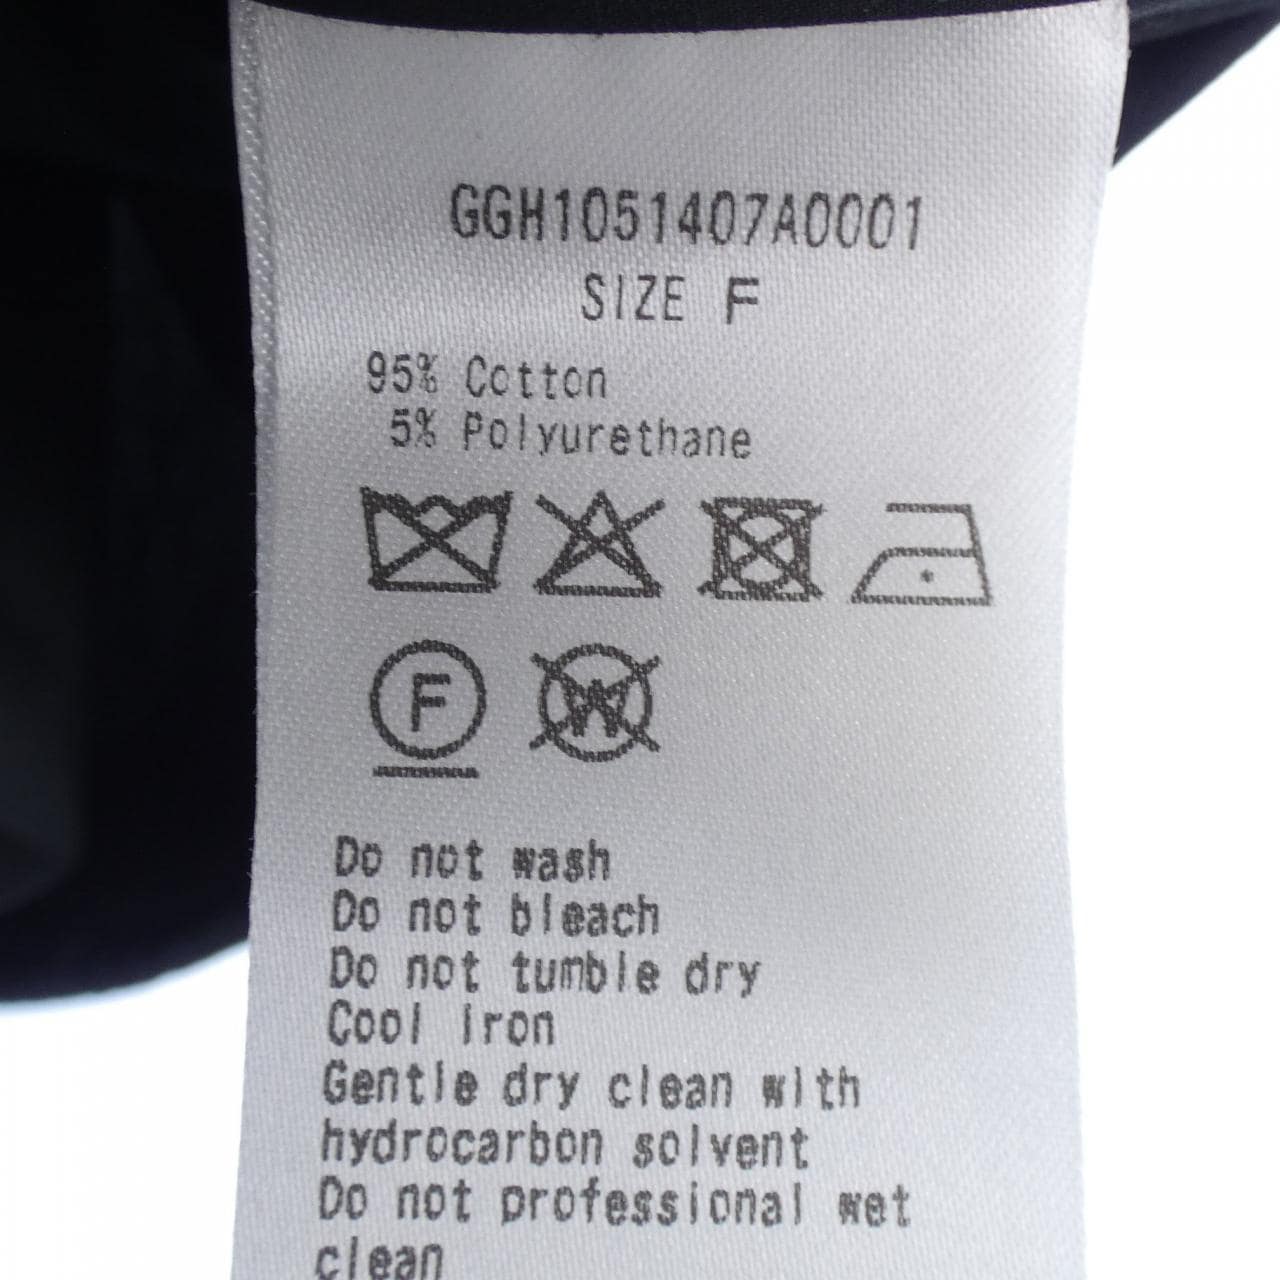 GGH1051407A0001
SIZE F
95% Cotton
5% Polyurethane
F W
Do not wash
Do not bleach
Do not tumble dry
Cool iron
Gentle dry clean with
hydrocarbon solvent
Do not professional wet
clean